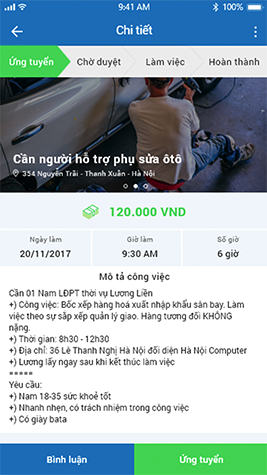 9:41 AM
100%
Chi tiết
Ứng tuyển
Chờ duyệt
Làm việc
Hoàn thành
Cần người hỗ trợ phụ sửa ôtô
354 Nguyễn Trãi - Thanh Xuân - Hà Nội
120.000 VND
Ngày làm
Giờ làm
Số giờ
20/11/2017
9:30 AM
6 giờ
Mô tả công việc
Cần 01 Nam LĐPT thời vụ Lương Liền
+) Công việc: Bốc xếp hàng hoá xuất nhập khẩu sân bay. Làm
việc theo sự sắp xếp quản lý giao. Hàng tương đối KHÔNG
nặng.
+) Thời gian: 8h30 - 12h30
+) Địa chỉ: 36 Lê Thanh Nghị Hà Nội đối diện Hà Nội Computer
+) Lương lấy ngay sau khi kết thúc làm việc
=====
Yêu cầu:
+) Nam 18-35 sức khoẻ tốt
+) Nhanh nhẹn, có trách nhiệm trong công việc
+) Có giày bata
Bình luận
Ứng tuyển